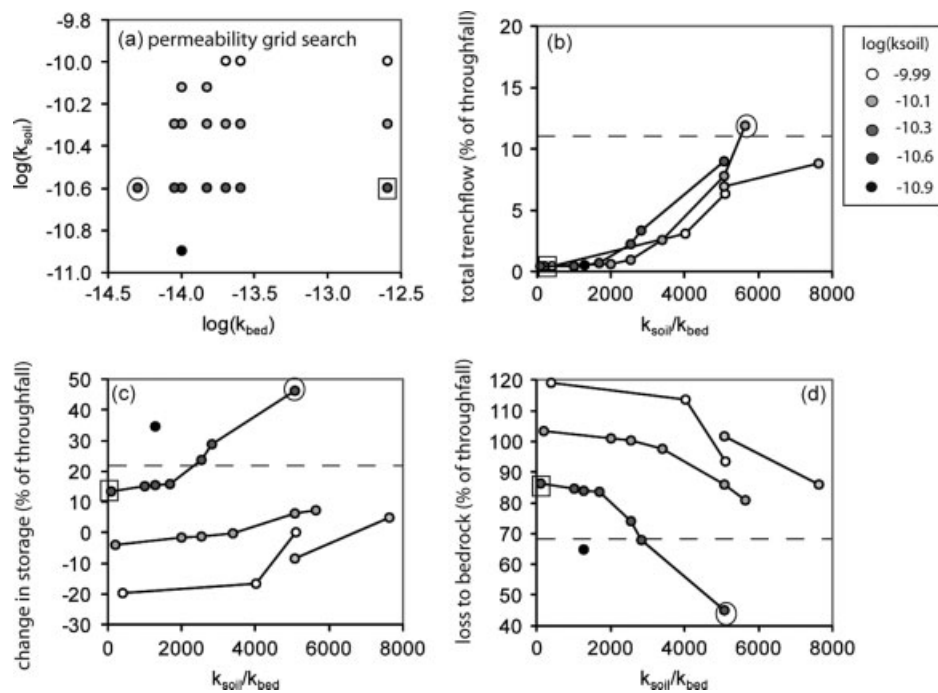 (a) permeability grid search
-9.8
-10.0
-10.2
-10.4
-10.6
-10.8
-11.0
log(k_soil)
-14.5 -14.0 -13.5 -13.0 -12.5
log(k_bed)
(b)
20
15
10
5
0
total trenchflow (% of throughfall)
0 2000 4000 6000 8000
k_soil/k_bed
log(ksoil)
-9.99
-10.1
-10.3
-10.6
-10.9
(c)
50
40
30
20
10
0
-10
-20
-30
change in storage (% of throughfall)
0 2000 4000 6000 8000
k_soil/k_bed
(d)
120
110
100
90
80
70
60
50
40
loss to bedrock (% of throughfall)
0 2000 4000 6000 8000
k_soil/k_bed